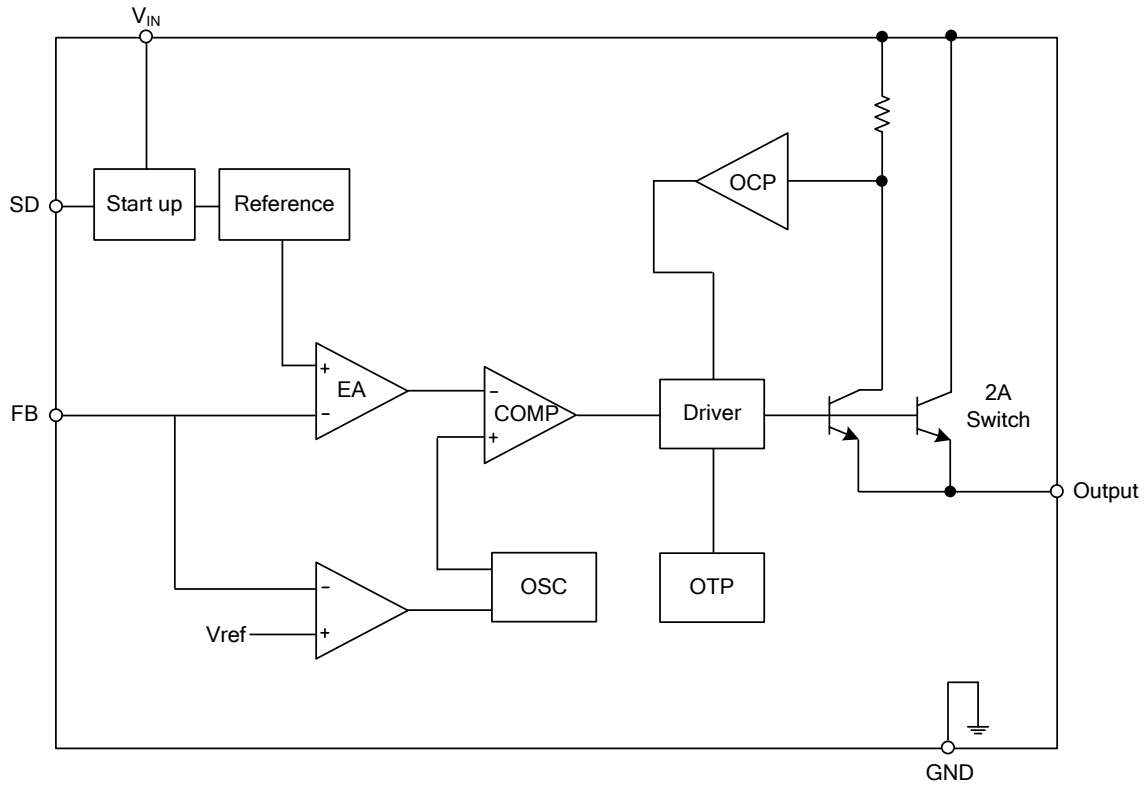 VIN
SD
Start up
Reference
OCP
+
EA
−
FB
−
COMP
+
Driver
2A
Switch
Output
−
Vref
+
OSC
OTP
GND